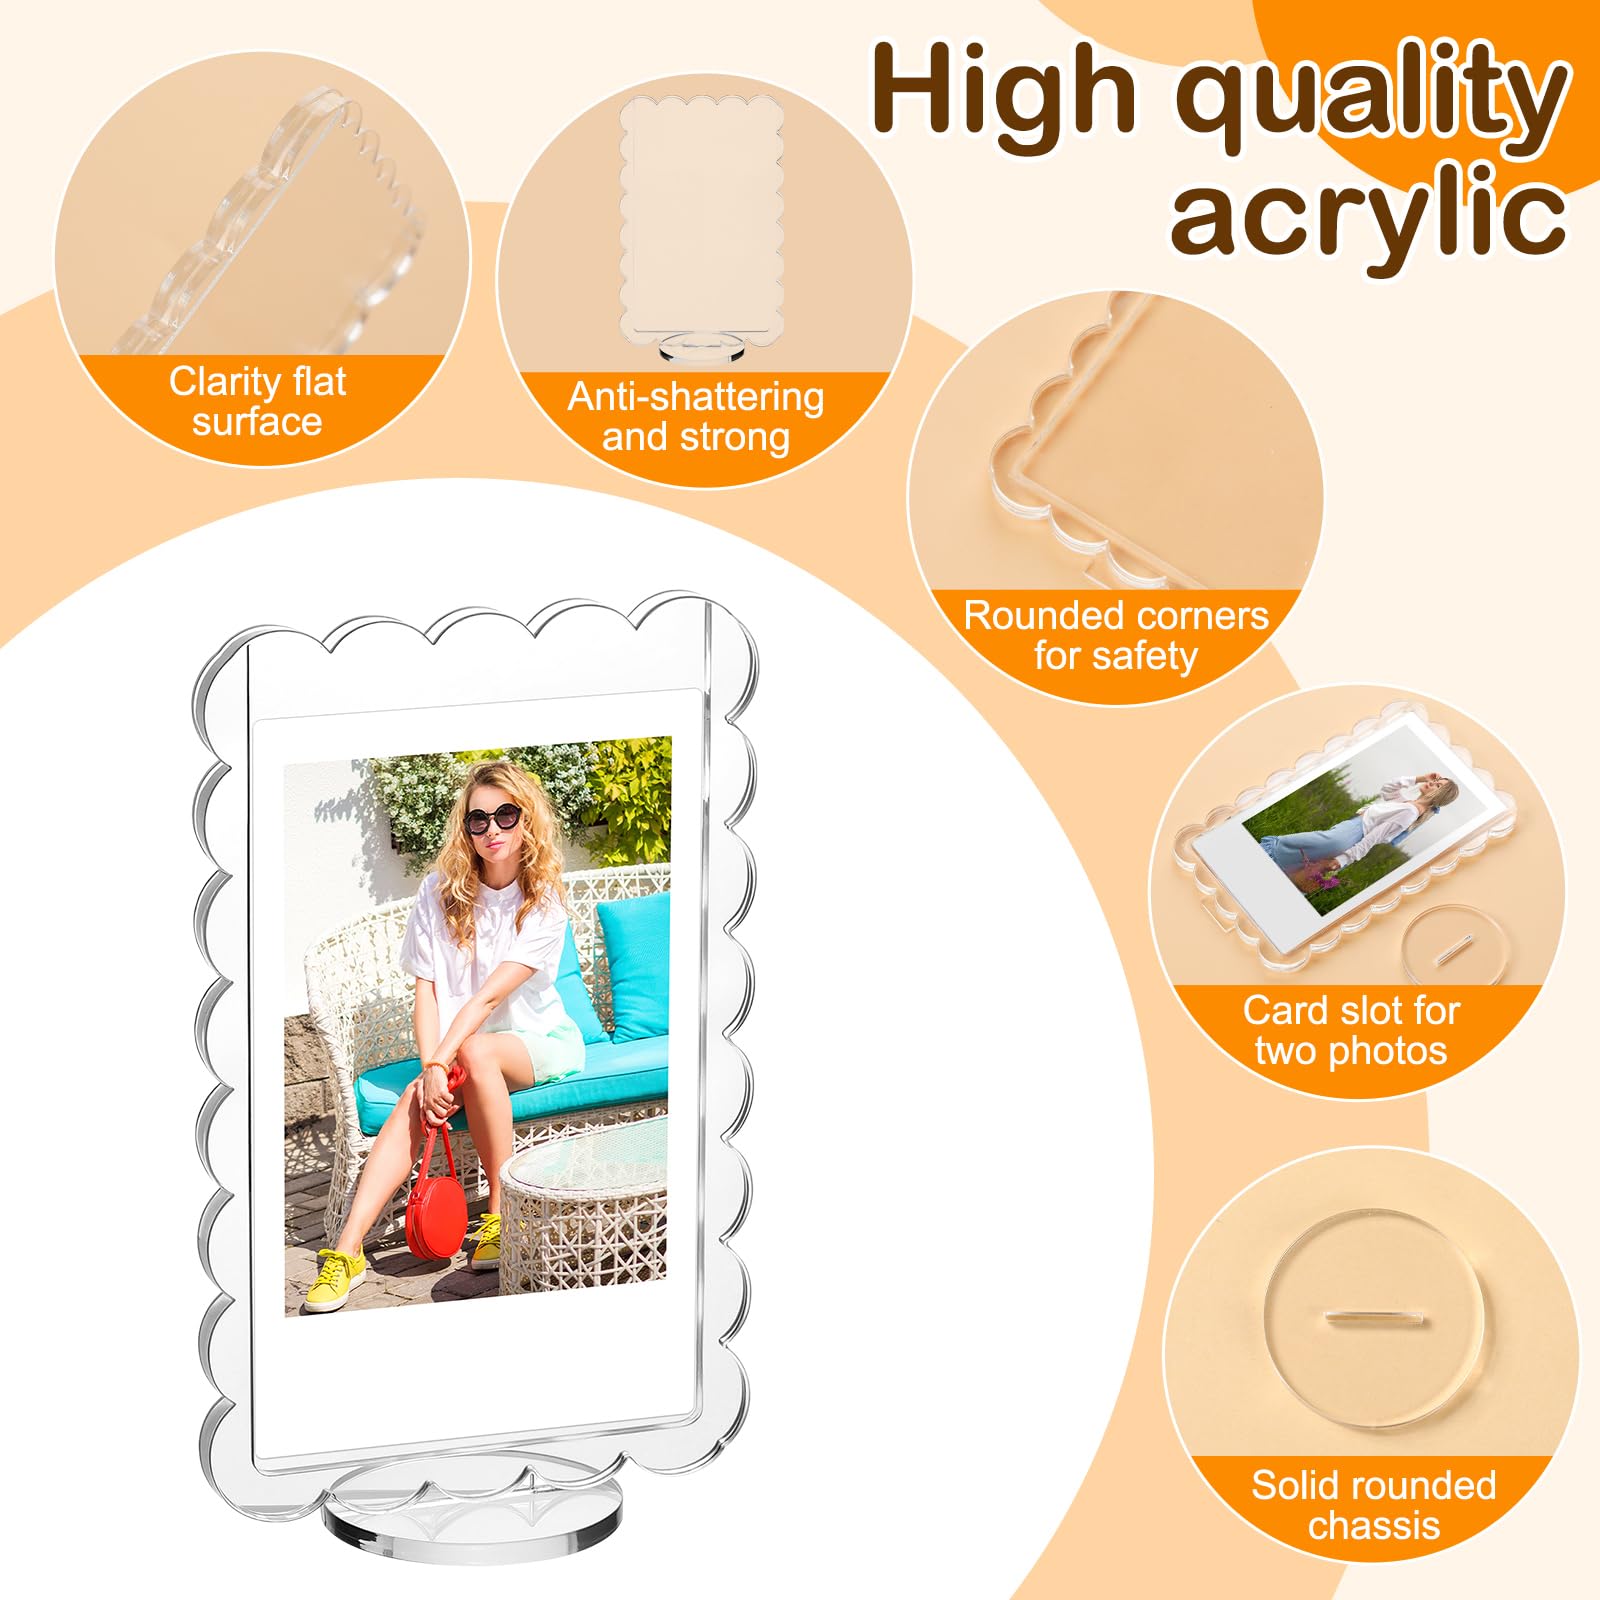 High quality
acrylic
Clarity flat
surface
Anti-shattering
and strong
Rounded corners
for safety
Card slot for
two photos
Solid rounded
chassis